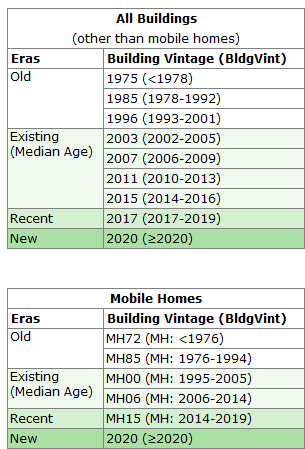 All Buildings
(other than mobile homes)
Eras Building Vintage (BldgVint)
Old 1975 (<1978)
1985 (1978-1992)
1996 (1993-2001)
Existing 2003 (2002-2005)
(Median Age) 2007 (2006-2009)
2011 (2010-2013)
2015 (2014-2016)
Recent 2017 (2017-2019)
New 2020 (≥2020)
Mobile Homes
Eras Building Vintage (BldgVint)
Old MH72 (MH: <1976)
MH85 (MH: 1976-1994)
Existing MH00 (MH: 1995-2005)
(Median Age) MH06 (MH: 2006-2014)
Recent MH15 (MH: 2014-2019)
New 2020 (≥2020)